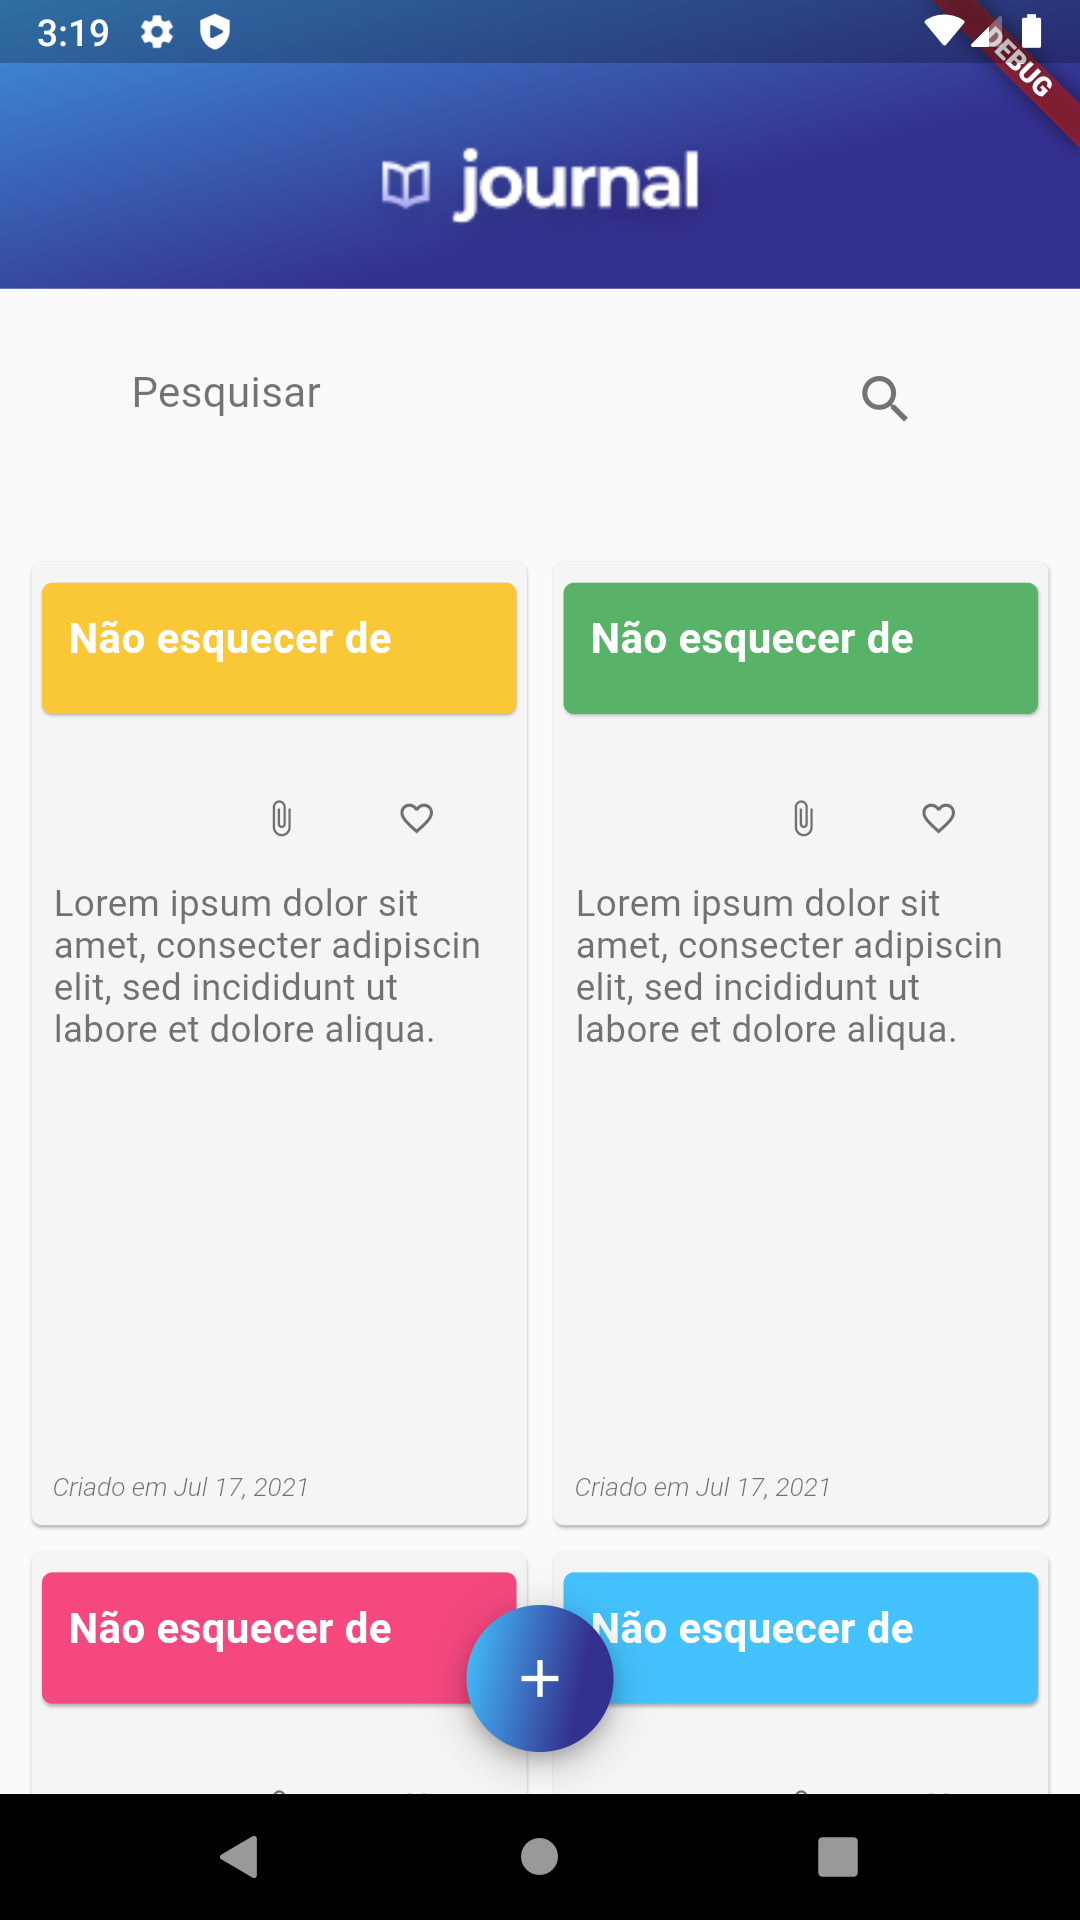 3:19
DEBUG
journal
Pesquisar
Não esquecer de
Lorem ipsum dolor sit
amet, consecter adipiscin
elit, sed incididunt ut
labore et dolore aliqua.
Criado em Jul 17, 2021
Não esquecer de
Lorem ipsum dolor sit
amet, consecter adipiscin
elit, sed incididunt ut
labore et dolore aliqua.
Criado em Jul 17, 2021
Não esquecer de
Não esquecer de